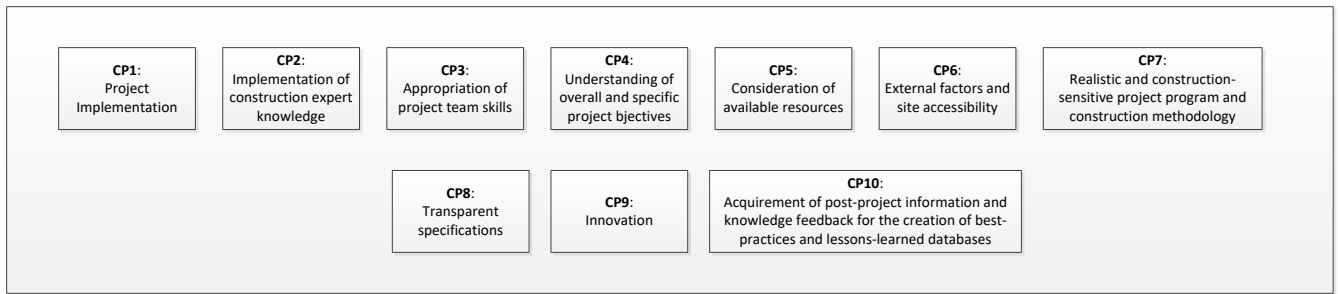 CP1:
Project
Implementation
CP2:
Implementation of
construction expert
knowledge
CP3:
Appropriation of
project team skills
CP4:
Understanding of
overall and specific
project bjectives
CP5:
Consideration of
available resources
CP6:
External factors and
site accessibility
CP7:
Realistic and construction-
sensitive project program and
construction methodology
CP8:
Transparent
specifications
CP9:
Innovation
CP10:
Acquirement of post-project information and
knowledge feedback for the creation of best-
practices and lessons-learned databases